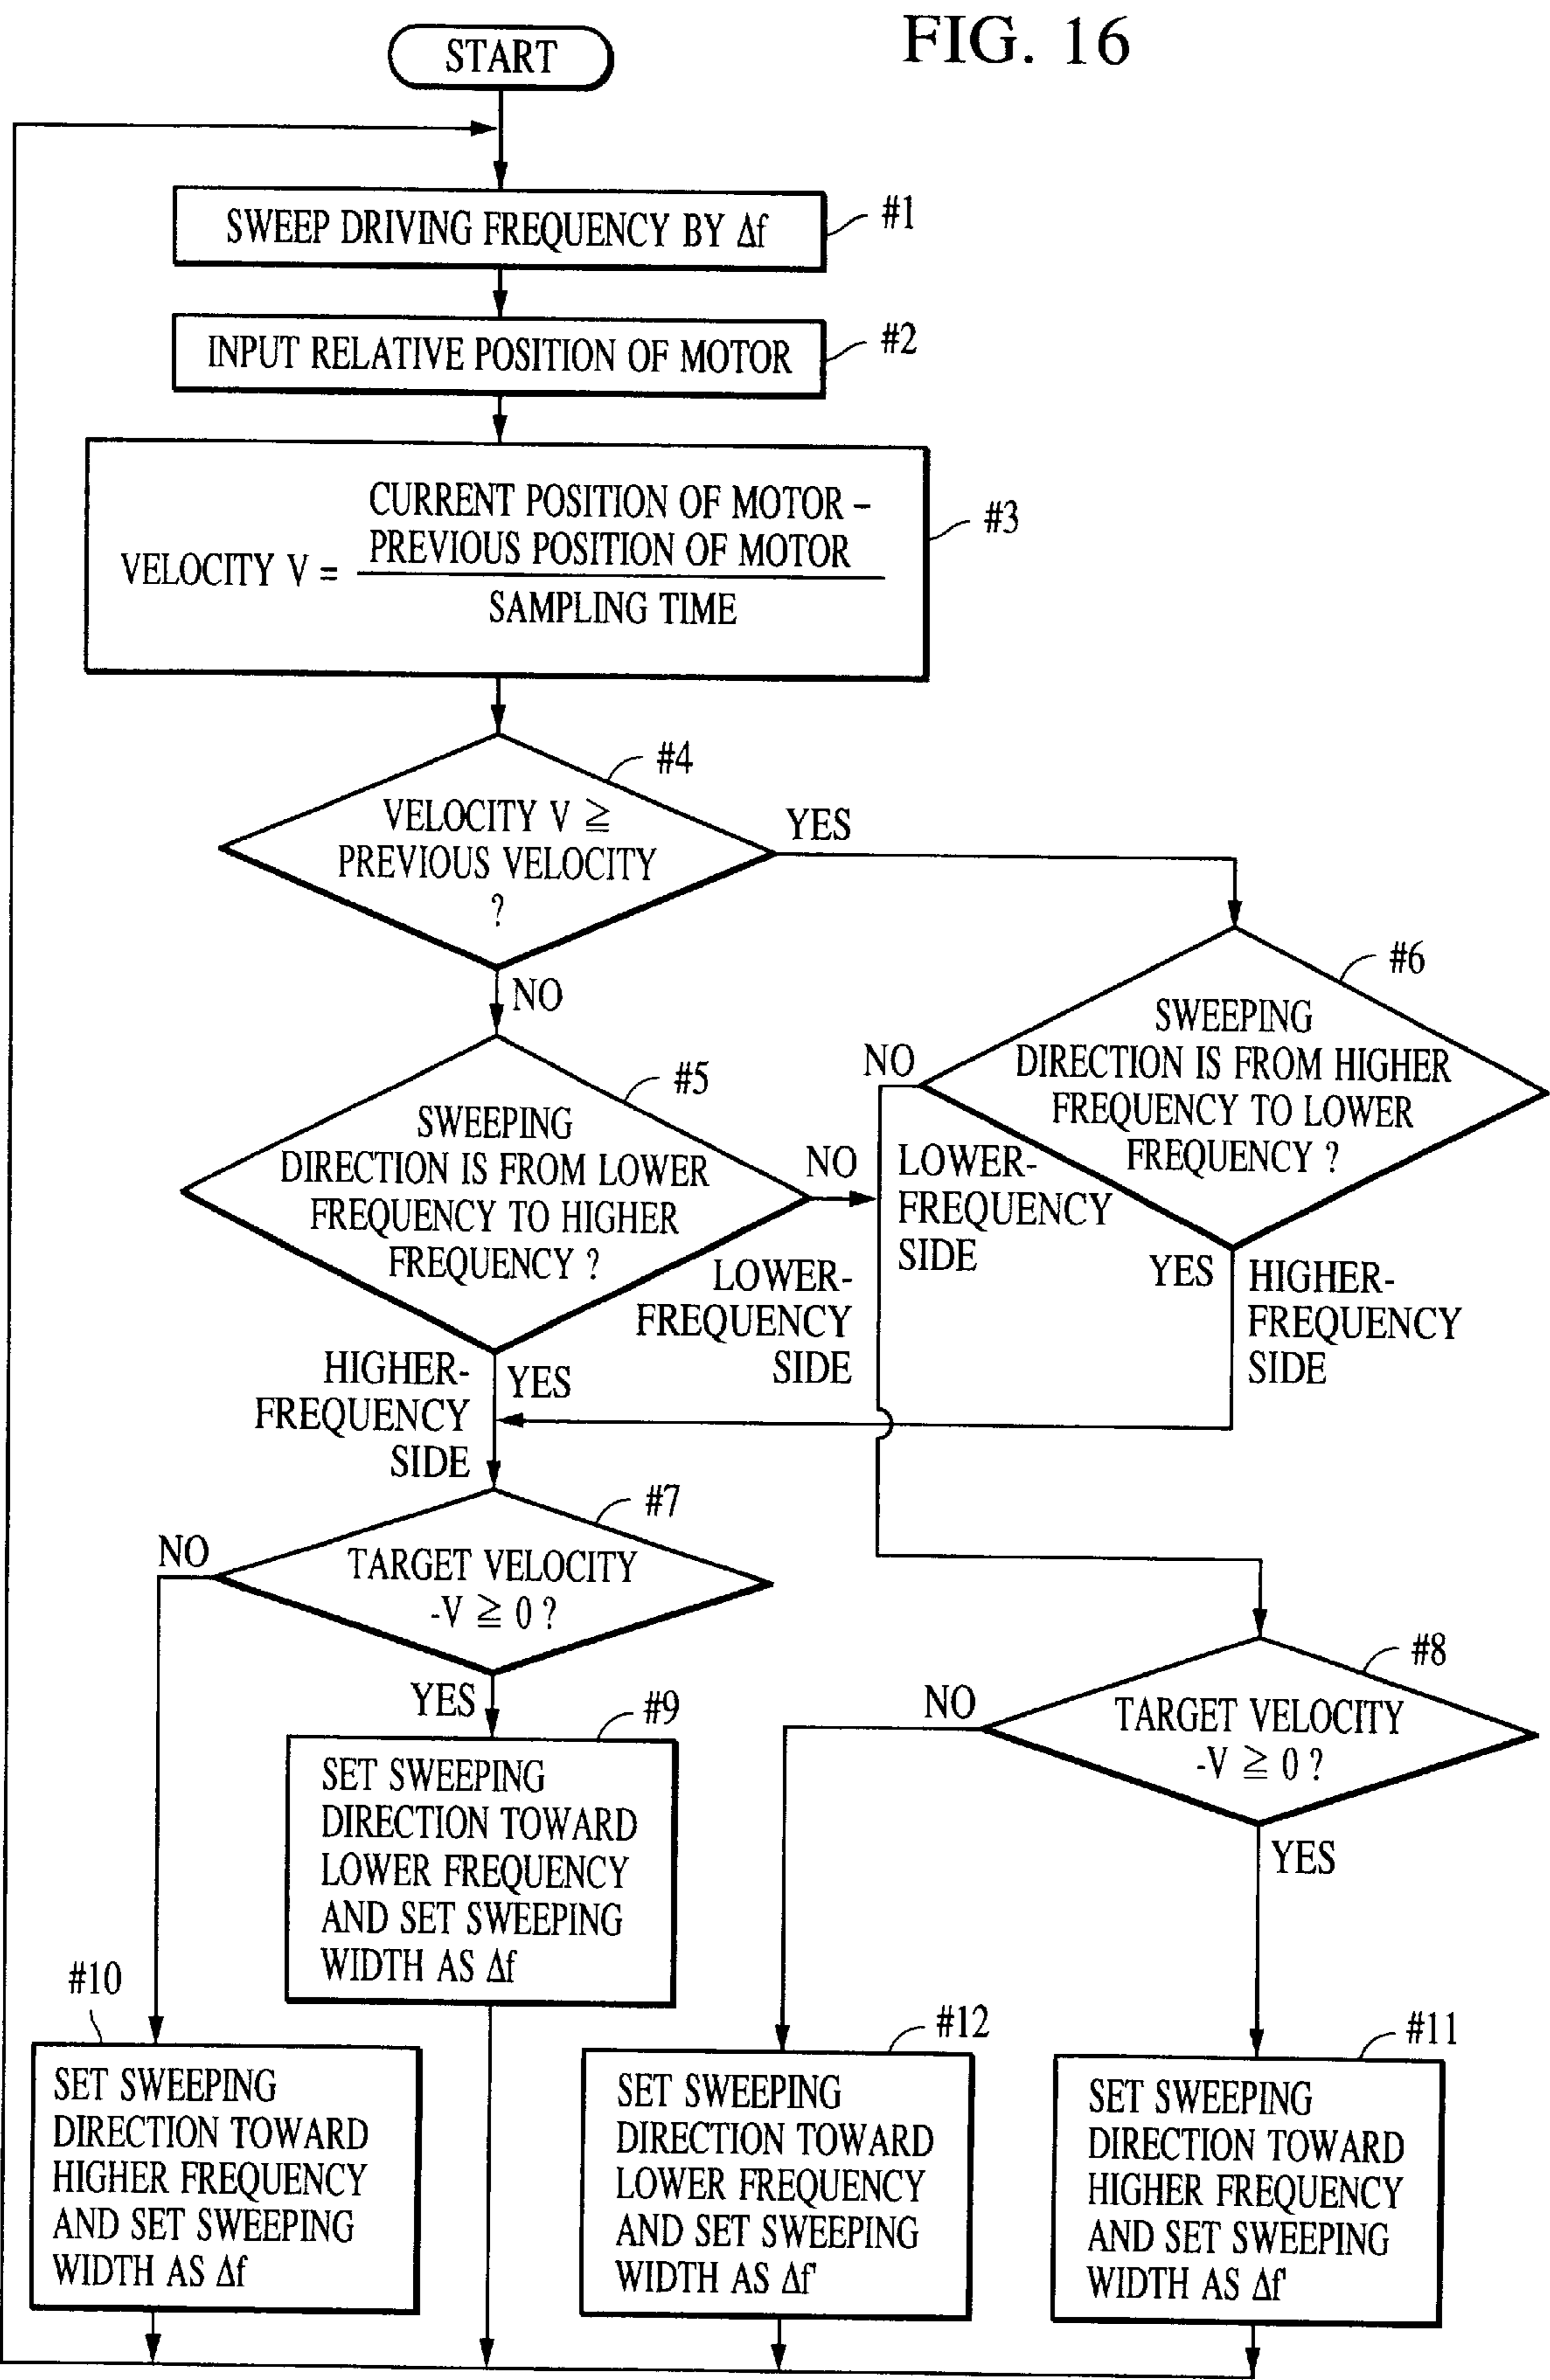 FIG. 16
START
SWEEP DRIVING FREQUENCY BY Δf
#1
INPUT RELATIVE POSITION OF MOTOR
#2
VELOCITY V =
CURRENT POSITION OF MOTOR –
PREVIOUS POSITION OF MOTOR
SAMPLING TIME
#3
#4
VELOCITY V ≧
PREVIOUS VELOCITY
?
YES
NO
#6
SWEEPING
DIRECTION IS FROM HIGHER
FREQUENCY TO LOWER
FREQUENCY ?
NO
LOWER-
FREQUENCY
SIDE
YES
HIGHER-
FREQUENCY
SIDE
#5
SWEEPING
DIRECTION IS FROM LOWER
FREQUENCY TO HIGHER
FREQUENCY ?
NO
LOWER-
FREQUENCY
SIDE
HIGHER-
FREQUENCY
SIDE
YES
#7
TARGET VELOCITY
-V ≧ 0 ?
NO
YES
#8
TARGET VELOCITY
-V ≧ 0 ?
NO
YES
#9
SET SWEEPING
DIRECTION TOWARD
LOWER FREQUENCY
AND SET SWEEPING
WIDTH AS Δf
#10
SET SWEEPING
DIRECTION TOWARD
HIGHER FREQUENCY
AND SET SWEEPING
WIDTH AS Δf
#12
SET SWEEPING
DIRECTION TOWARD
LOWER FREQUENCY
AND SET SWEEPING
WIDTH AS Δf'
#11
SET SWEEPING
DIRECTION TOWARD
HIGHER FREQUENCY
AND SET SWEEPING
WIDTH AS Δf'